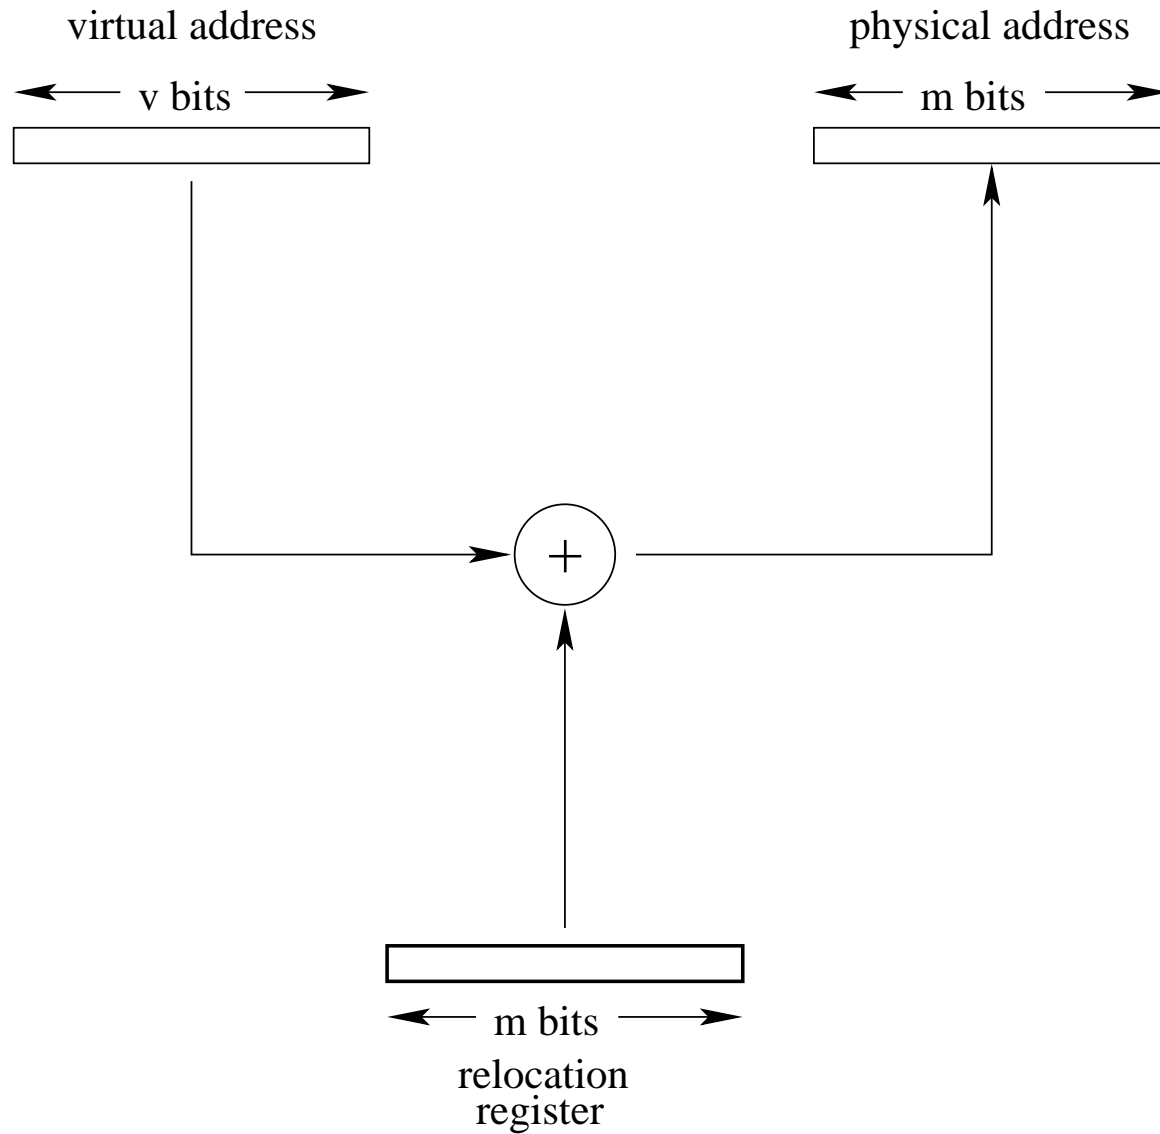 virtual address
physical address
v bits
m bits
+
m bits
relocation
register